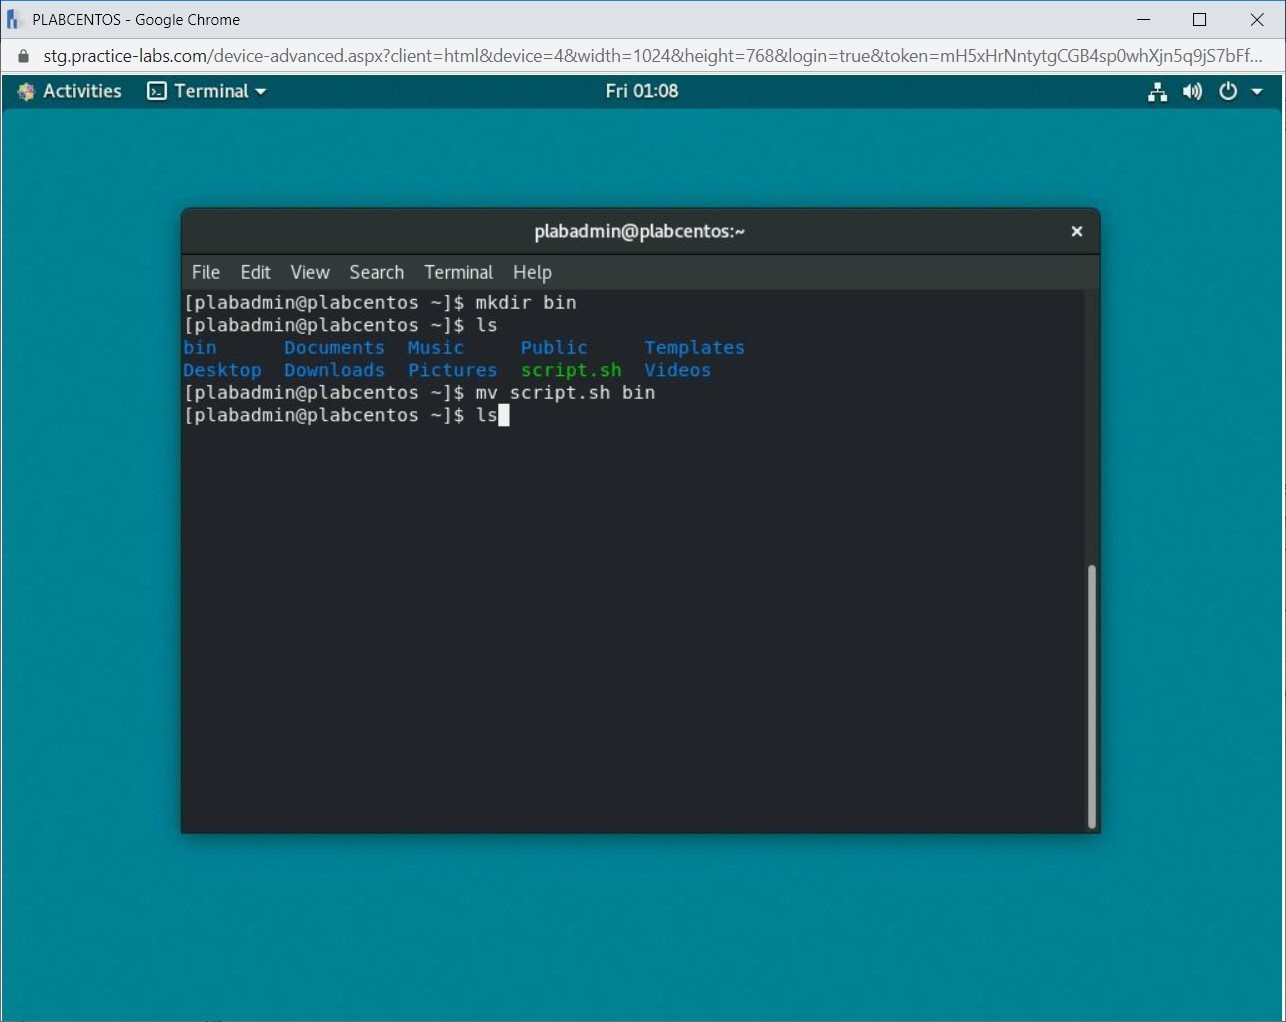 PLABCENTOS - Google Chrome
stg.practice-labs.com/device-advanced.aspx?client=html&device=4&width=1024&height=768&login=true&token=mH5xHrNntytgCGB4sp0whXjn5q9jS7bFf...
Activities Terminal Fri 01:08
plabadmin@plabcentos:~
File Edit View Search Terminal Help
[plabadmin@plabcentos ~]$ mkdir bin
[plabadmin@plabcentos ~]$ ls
bin Documents Music Public Templates
Desktop Downloads Pictures script.sh Videos
[plabadmin@plabcentos ~]$ mv script.sh bin
[plabadmin@plabcentos ~]$ ls